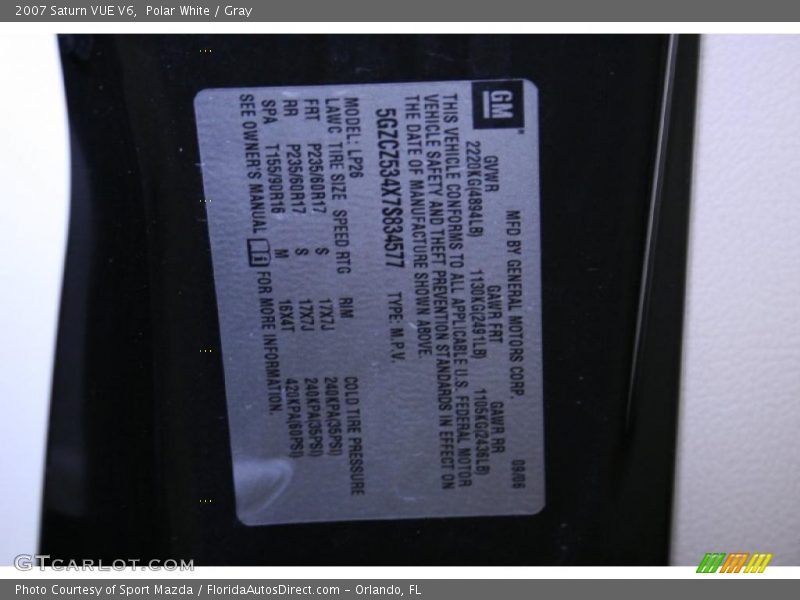 2007 Saturn VUE V6, Polar White / Gray
GM
MFD BY GENERAL MOTORS CORP. 09/06
GVWR GAWR FRT GAWR RR
2220KG(4894LB) 1130KG(2491LB) 1105KG(2436LB)
THIS VEHICLE CONFORMS TO ALL APPLICABLE U.S. FEDERAL MOTOR
VEHICLE SAFETY AND THEFT PREVENTION STANDARDS IN EFFECT ON
THE DATE OF MANUFACTURE SHOWN ABOVE.
5GZCZ534X7S834577 TYPE: M.P.V.
MODEL: LP26
LAWC TIRE SIZE SPEED RTG RIM COLD TIRE PRESSURE
FRT P235/60R17 S 17X7J 240KPA(35PSI)
RR P235/60R17 S 17X7J 240KPA(35PSI)
SPA T155/90R16 M 16X4T 420KPA(60PSI)
SEE OWNER'S MANUAL FOR MORE INFORMATION.
GTCARLOT.COM
Photo Courtesy of Sport Mazda / FloridaAutosDirect.com – Orlando, FL